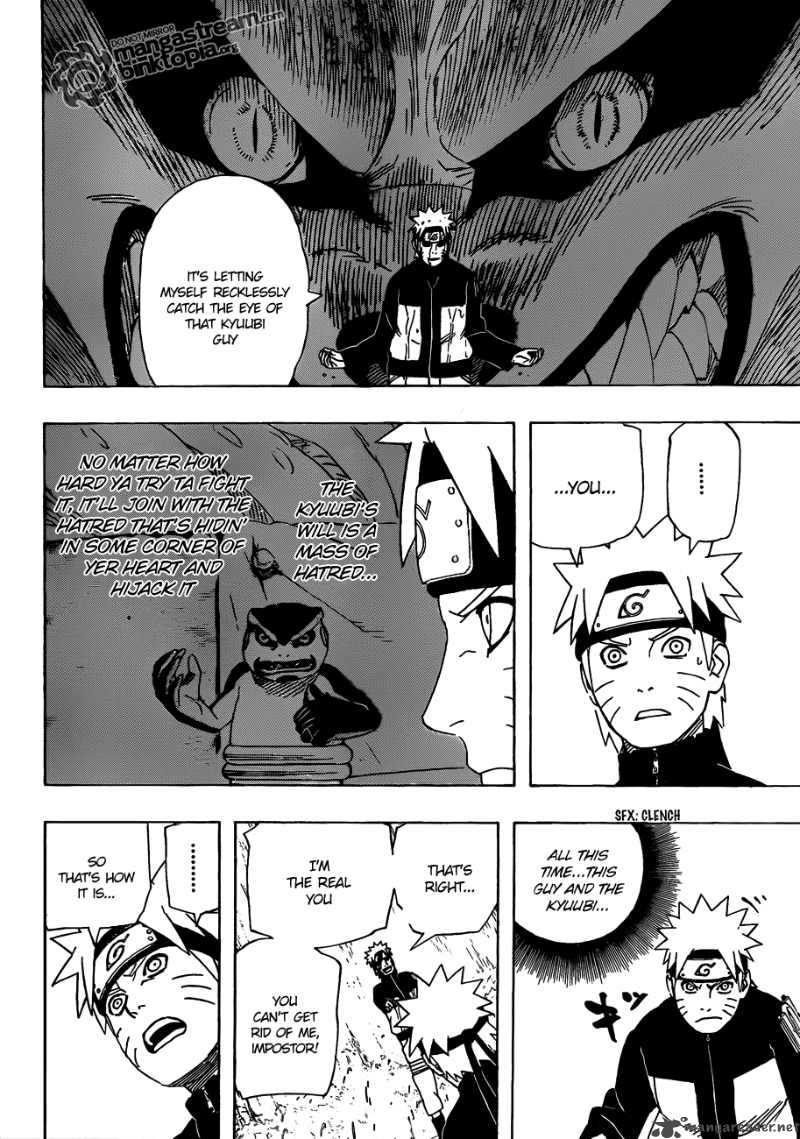 DO NOT MIRROR
mangastream.com
binktopia.org
IT'S LETTING
MYSELF RECKLESSLY
CATCH THE EYE OF
THAT KYUUBI
GUY
......
...YOU...
THE
KYUUBI'S
WILL IS A
MASS OF
HATRED...
NO MATTER HOW
HARD YA TRY TA FIGHT
IT, IT'LL JOIN WITH THE
HATRED THAT'S HIDIN'
IN SOME CORNER OF
YER HEART AND
HIJACK IT
SFX: CLENCH
ALL THIS
TIME...THIS
GUY AND THE
KYUUBI...
ギュ
THAT'S
RIGHT...
I'M
THE REAL
YOU
YOU
CAN'T GET
RID OF ME,
IMPOSTOR!
......
SO
THAT'S HOW
IT IS...
mangareader.net